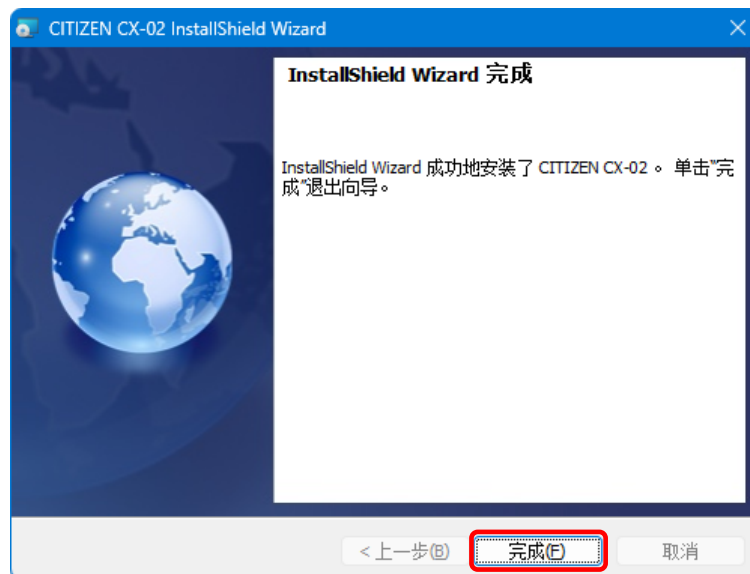 CITIZEN CX-02 InstallShield Wizard
InstallShield Wizard 完成
InstallShield Wizard 成功地安装了 CITIZEN CX-02 。 单击"完
成"退出向导。
< 上一步(B) 完成(F) 取消